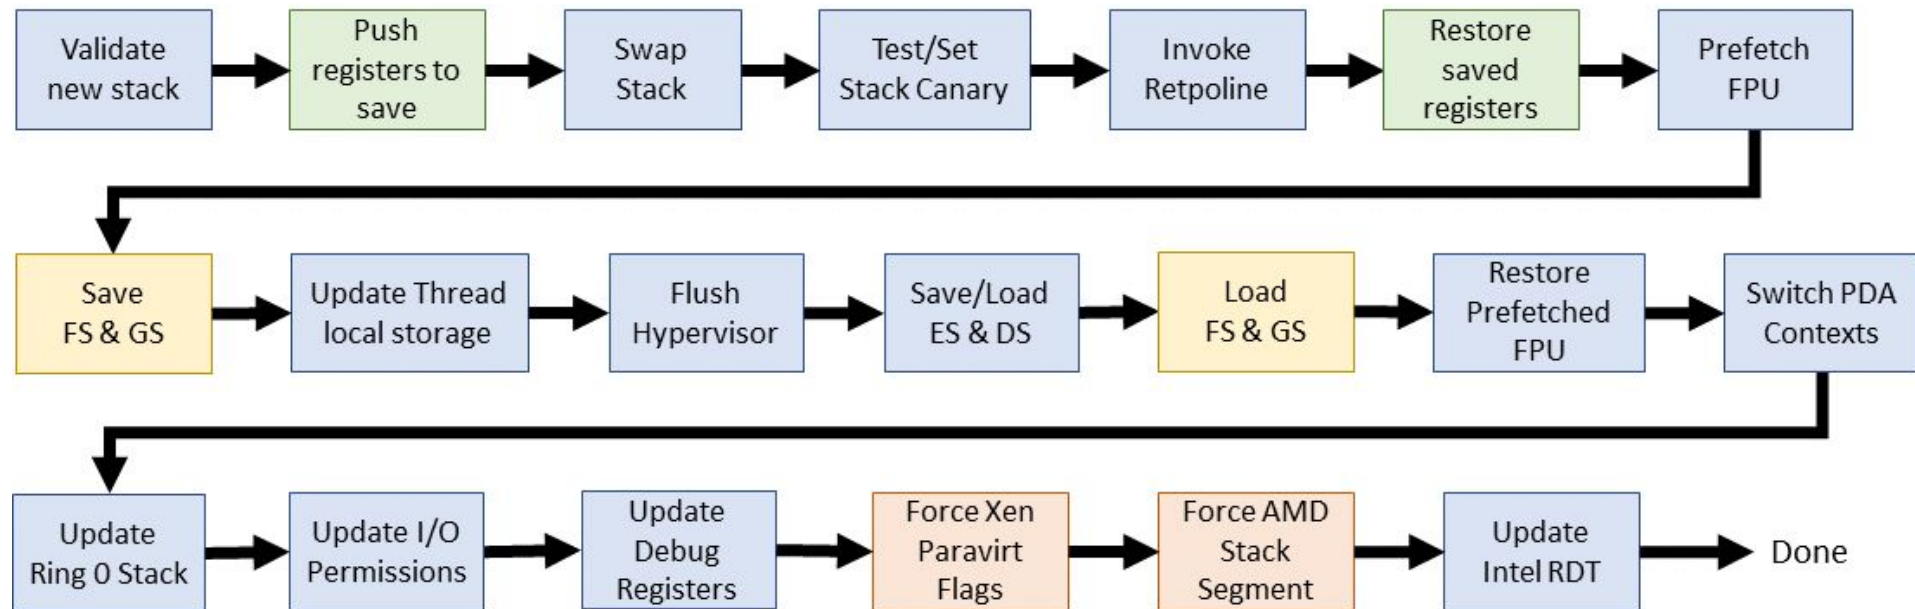 Validate
new stack
Push
registers to
save
Swap
Stack
Test/Set
Stack Canary
Invoke
Retpoline
Restore
saved
registers
Prefetch
FPU
Save
FS & GS
Update Thread
local storage
Flush
Hypervisor
Save/Load
ES & DS
Load
FS & GS
Restore
Prefetched
FPU
Switch PDA
Contexts
Update
Ring 0 Stack
Update I/O
Permissions
Update
Debug
Registers
Force Xen
Paravirt
Flags
Force AMD
Stack
Segment
Update
Intel RDT
Done